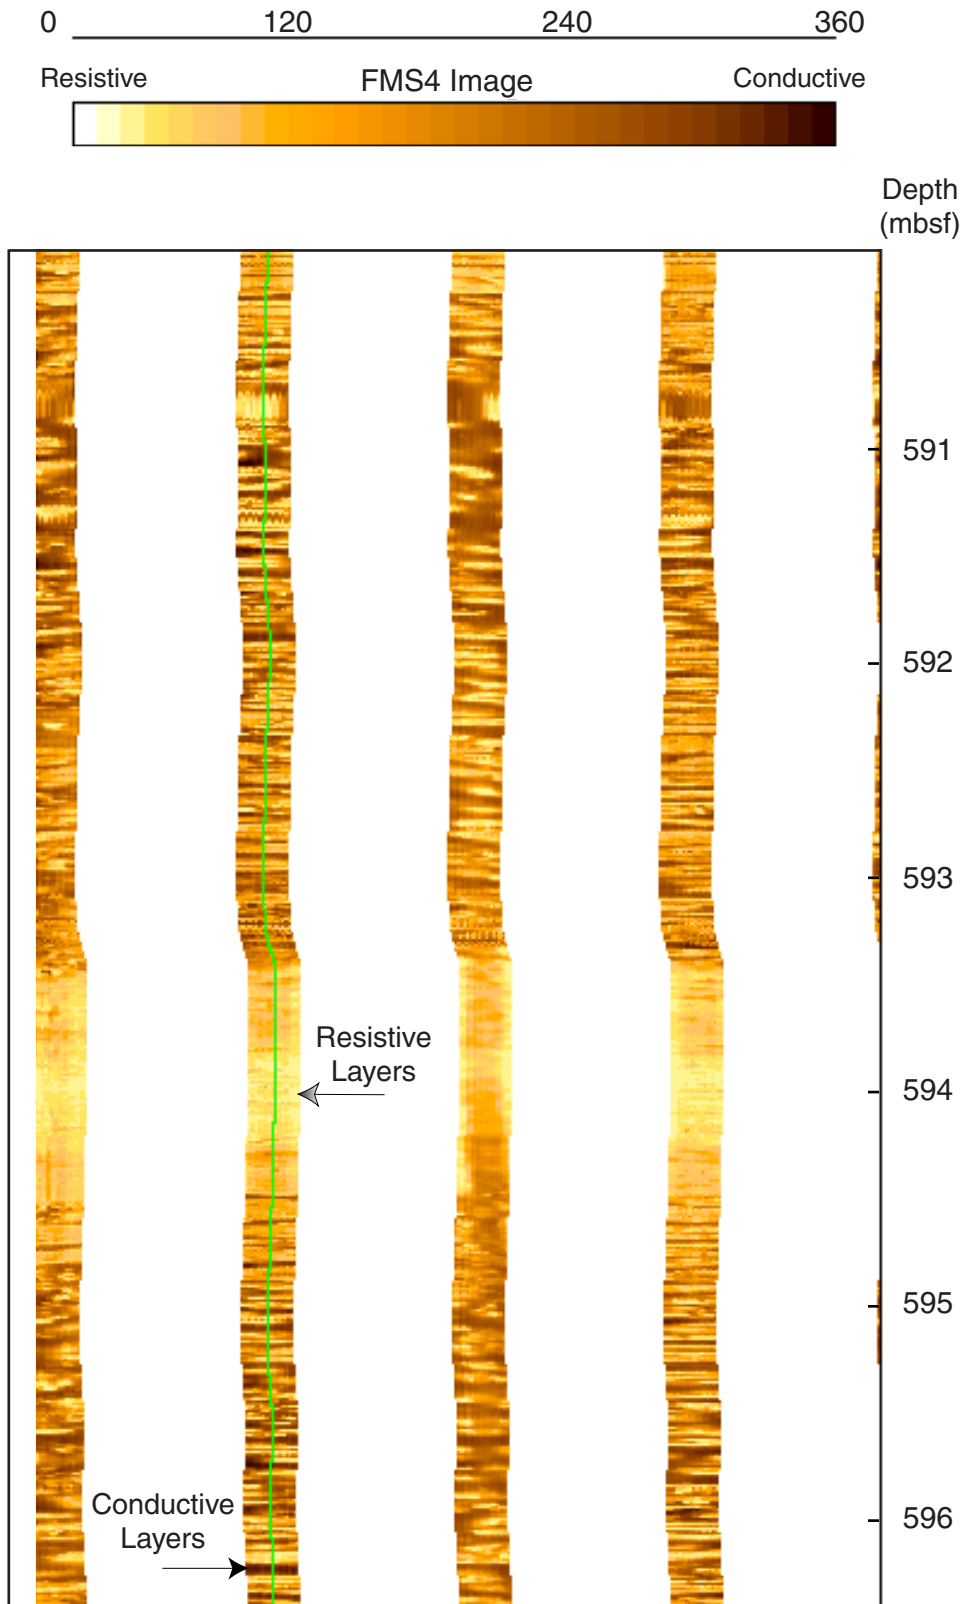 0 120 240 360
Resistive FMS4 Image Conductive
Depth
(mbsf)
591
592
593
Resistive
Layers
594
595
Conductive
Layers
596